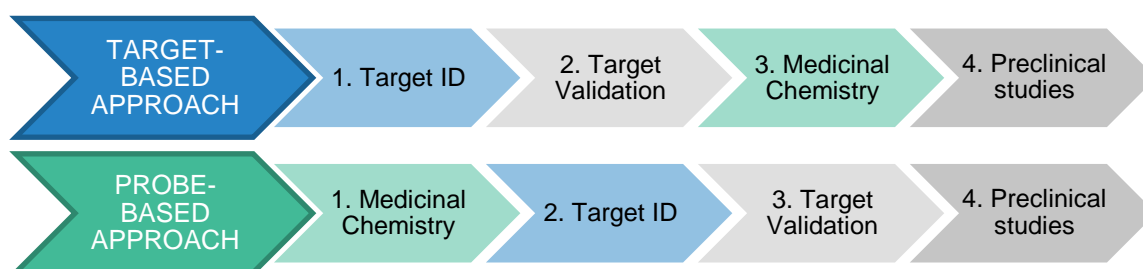 TARGET-
BASED
APPROACH
1. Target ID
2. Target
Validation
3. Medicinal
Chemistry
4. Preclinical
studies
PROBE-
BASED
APPROACH
1. Medicinal
Chemistry
2. Target ID
3. Target
Validation
4. Preclinical
studies